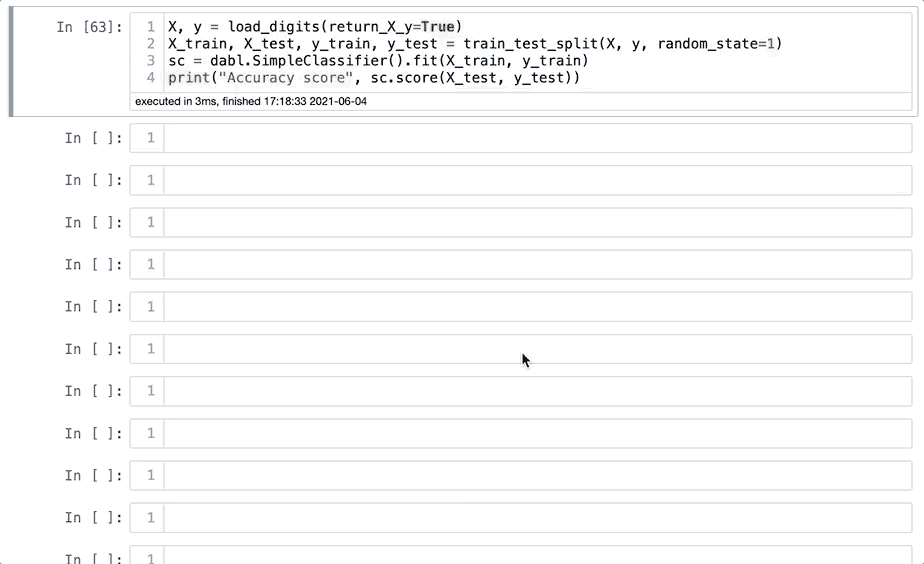 In [63]:
1 X, y = load_digits(return_X_y=True)
2 X_train, X_test, y_train, y_test = train_test_split(X, y, random_state=1)
3 sc = dabl.SimpleClassifier().fit(X_train, y_train)
4 print("Accuracy score", sc.score(X_test, y_test))
executed in 3ms, finished 17:18:33 2021-06-04
In [ ]: 1
In [ ]: 1
In [ ]: 1
In [ ]: 1
In [ ]: 1
In [ ]: 1
In [ ]: 1
In [ ]: 1
In [ ]: 1
In [ ]: 1
In [ ]: 1